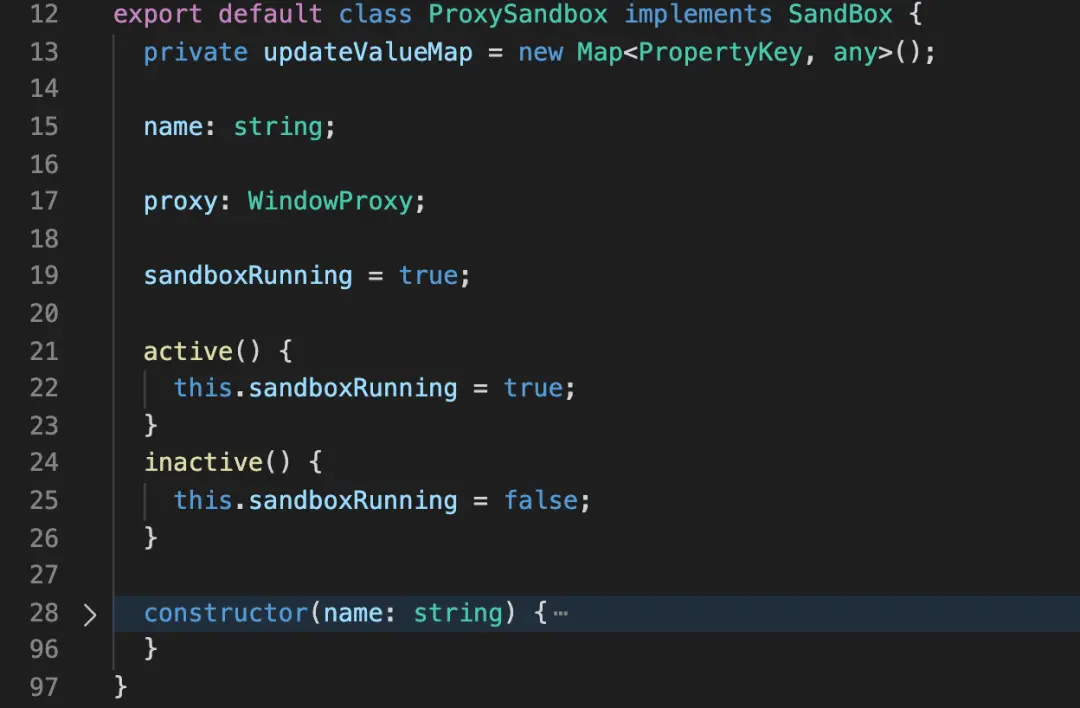 12 export default class ProxySandbox implements SandBox {
13 private updateValueMap = new Map<PropertyKey, any>();
14
15 name: string;
16
17 proxy: WindowProxy;
18
19 sandboxRunning = true;
20
21 active() {
22 this.sandboxRunning = true;
23 }
24 inactive() {
25 this.sandboxRunning = false;
26 }
27
28 constructor(name: string) {⋯
96 }
97 }